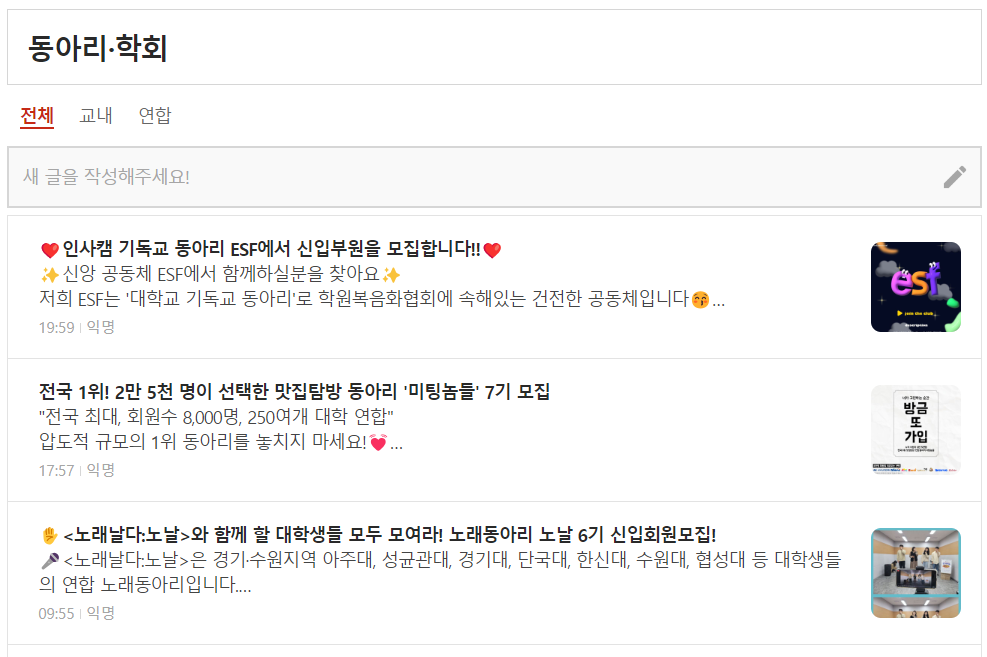 동아리·학회
전체 교내 연합
새 글을 작성해주세요!
❤️인사캠 기독교 동아리 ESF에서 신입부원을 모집합니다!!❤️
✨신앙 공동체 ESF에서 함께하실분을 찾아요✨
저희 ESF는 '대학교 기독교 동아리'로 학원복음화협회에 속해있는 건전한 공동체입니다😚...
19:59 | 익명
esf
join the club
전국 1위! 2만 5천 명이 선택한 맛집탐방 동아리 '미팅놈들' 7기 모집
"전국 최대, 회원수 8,000명, 250여개 대학 연합"
압도적 규모의 1위 동아리를 놓치지 마세요!💓...
17:57 | 익명
방금
또
가입
✋<노래날다:노날>와 함께 할 대학생들 모두 모여라! 노래동아리 노날 6기 신입회원모집!
🎤<노래날다:노날>은 경기·수원지역 아주대, 성균관대, 경기대, 단국대, 한신대, 수원대, 협성대 등 대학생들
의 연합 노래동아리입니다....
09:55 | 익명